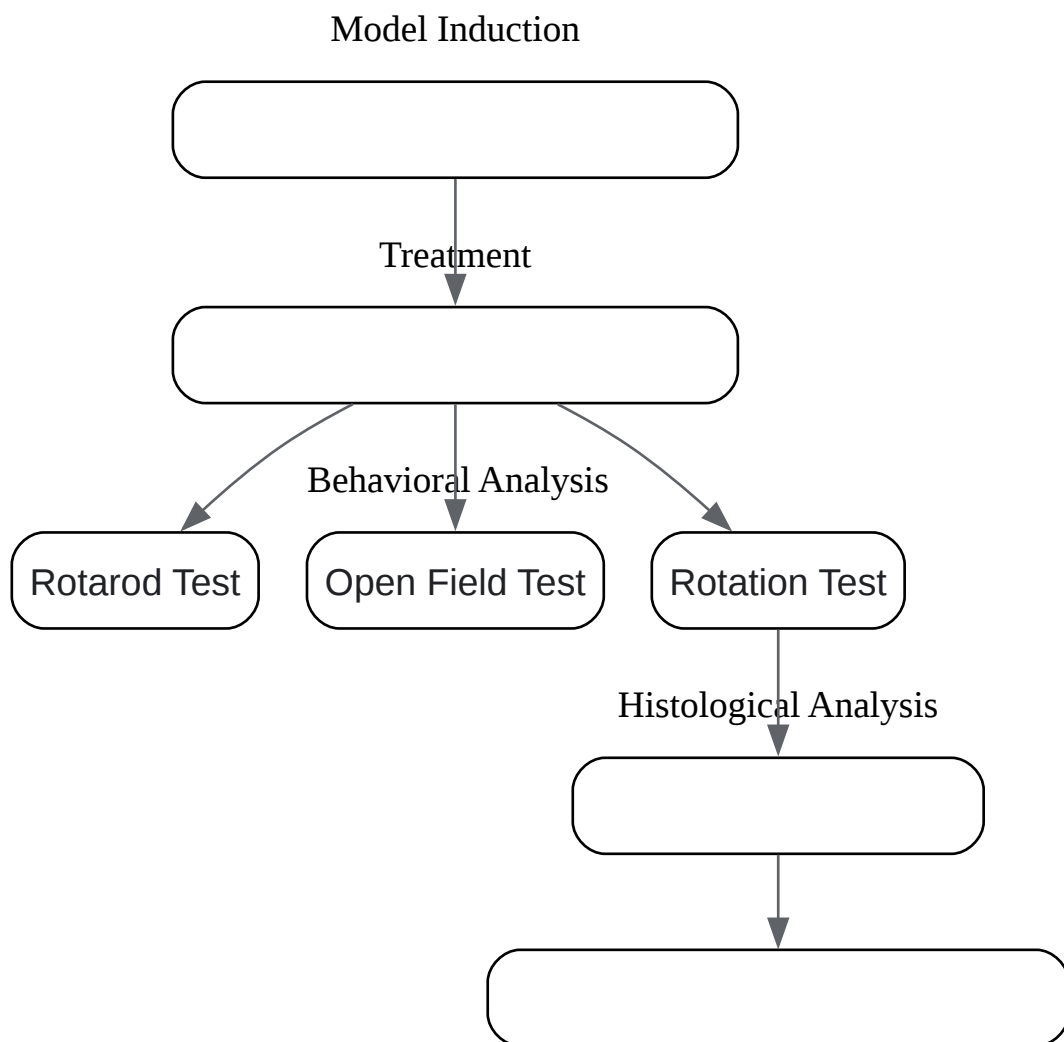 Model Induction
Treatment
Behavioral Analysis
Rotarod Test
Open Field Test
Rotation Test
Histological Analysis